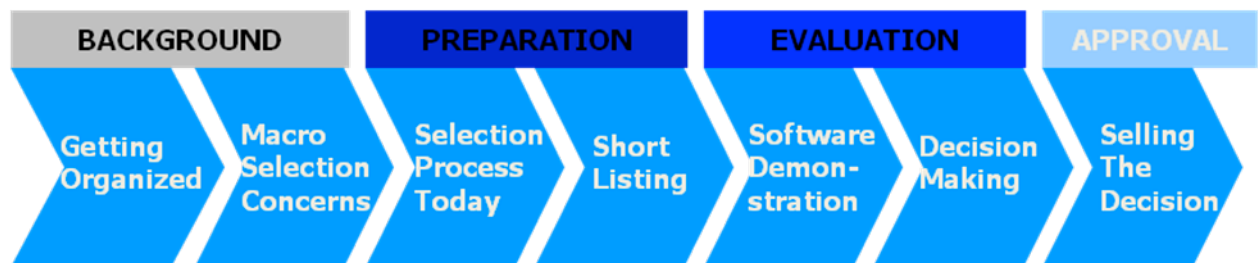 BACKGROUND
PREPARATION
EVALUATION
APPROVAL
Getting
Organized
Macro
Selection
Concerns
Selection
Process
Today
Short
Listing
Software
Demon-
stration
Decision
Making
Selling
The
Decision